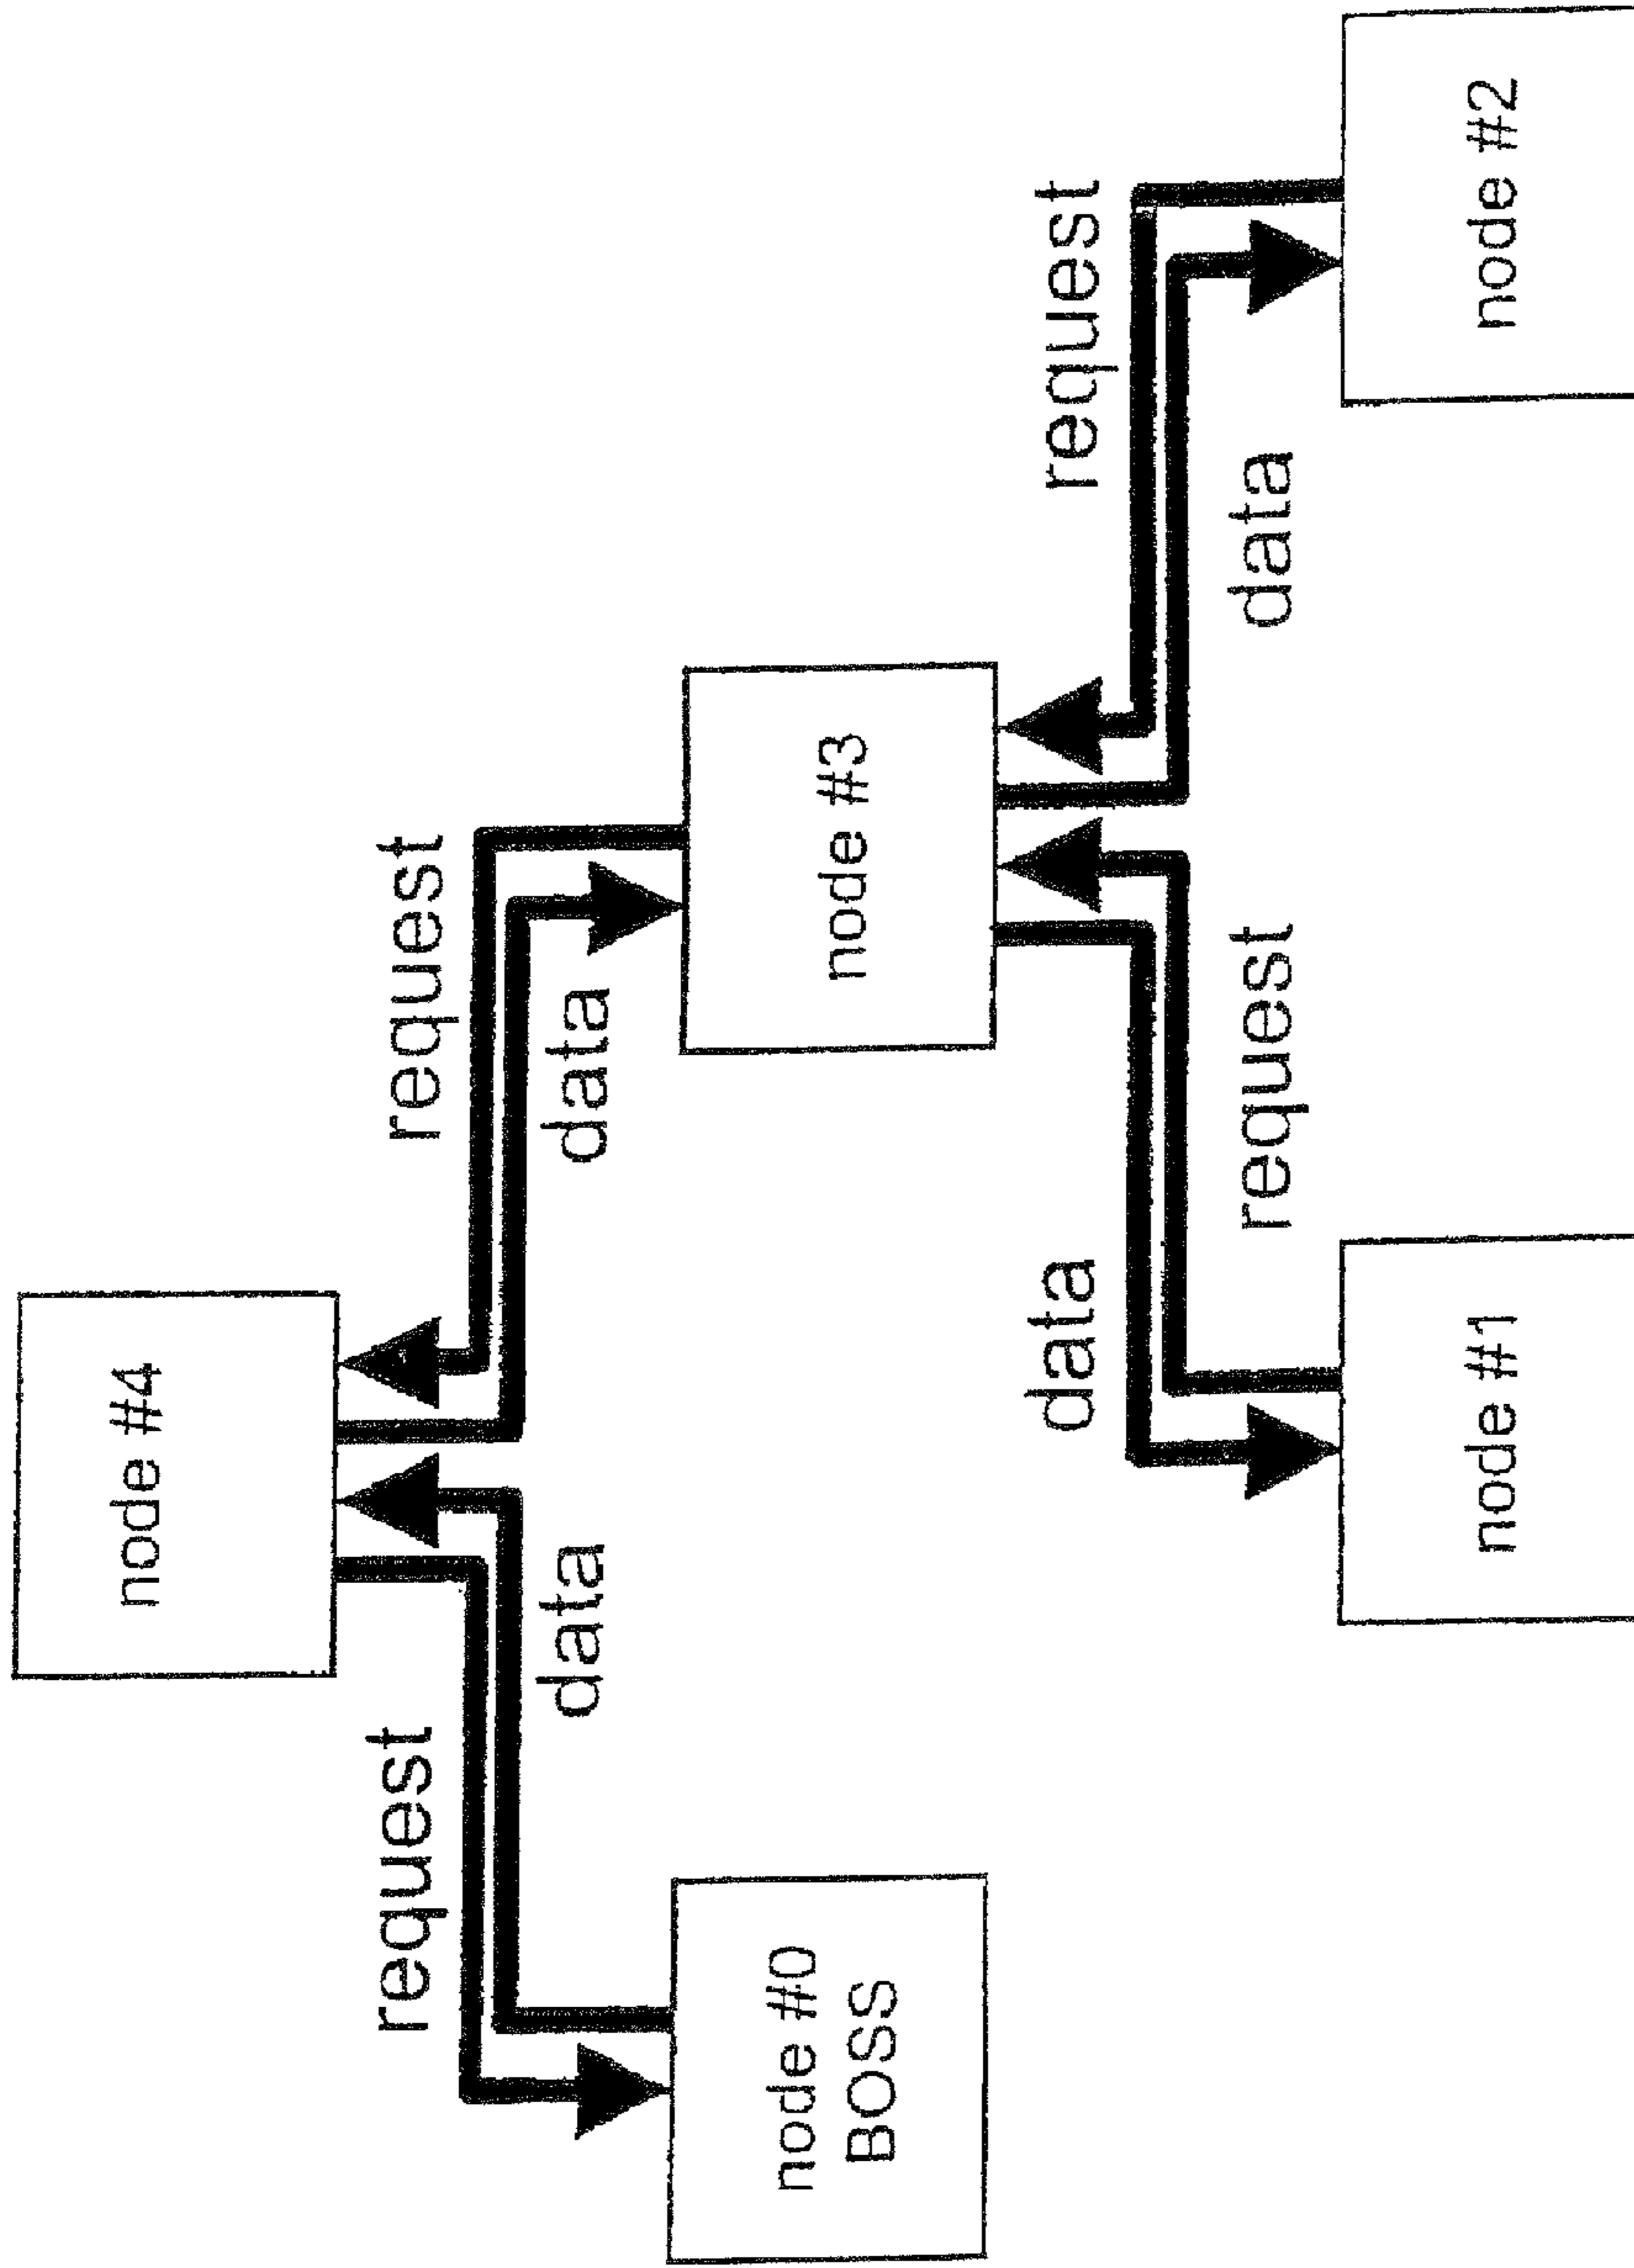 node #4
request
data
request
data
node #0
BOSS
node #3
data
request
request
data
node #1
node #2